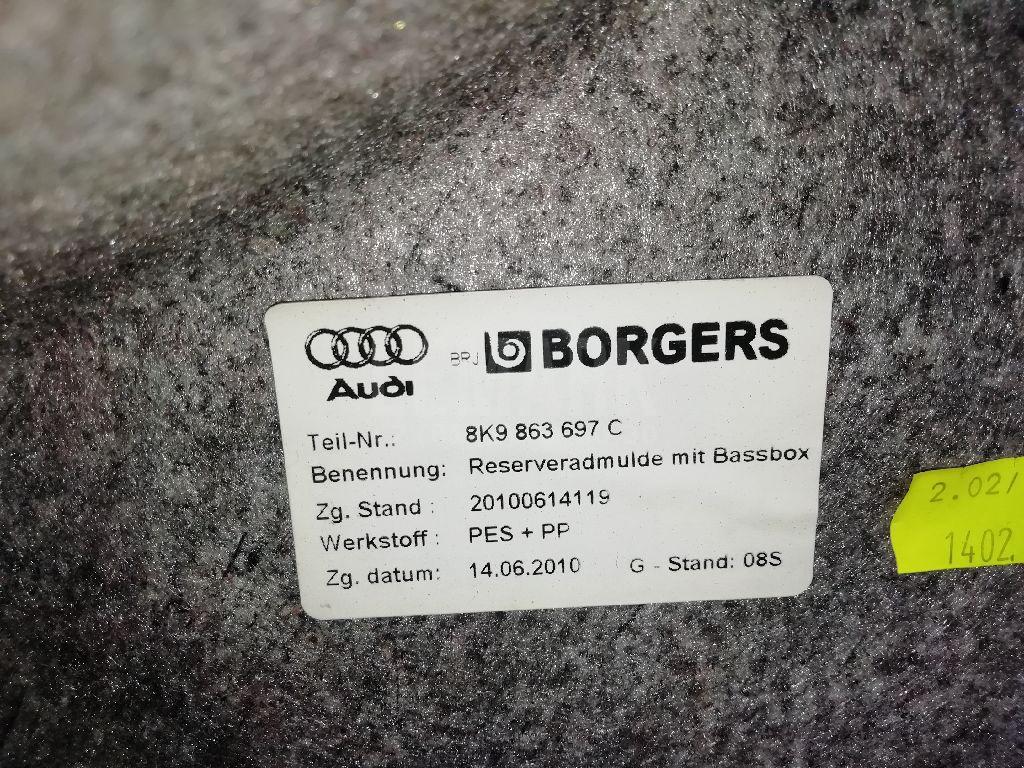 Audi
BPJ BORGERS
Teil-Nr.: 8K9 863 697 C
Benennung: Reserveradmulde mit Bassbox
Zg. Stand : 20100614119
Werkstoff : PES + PP
Zg. datum: 14.06.2010 G - Stand: 08S
2.02/
1402